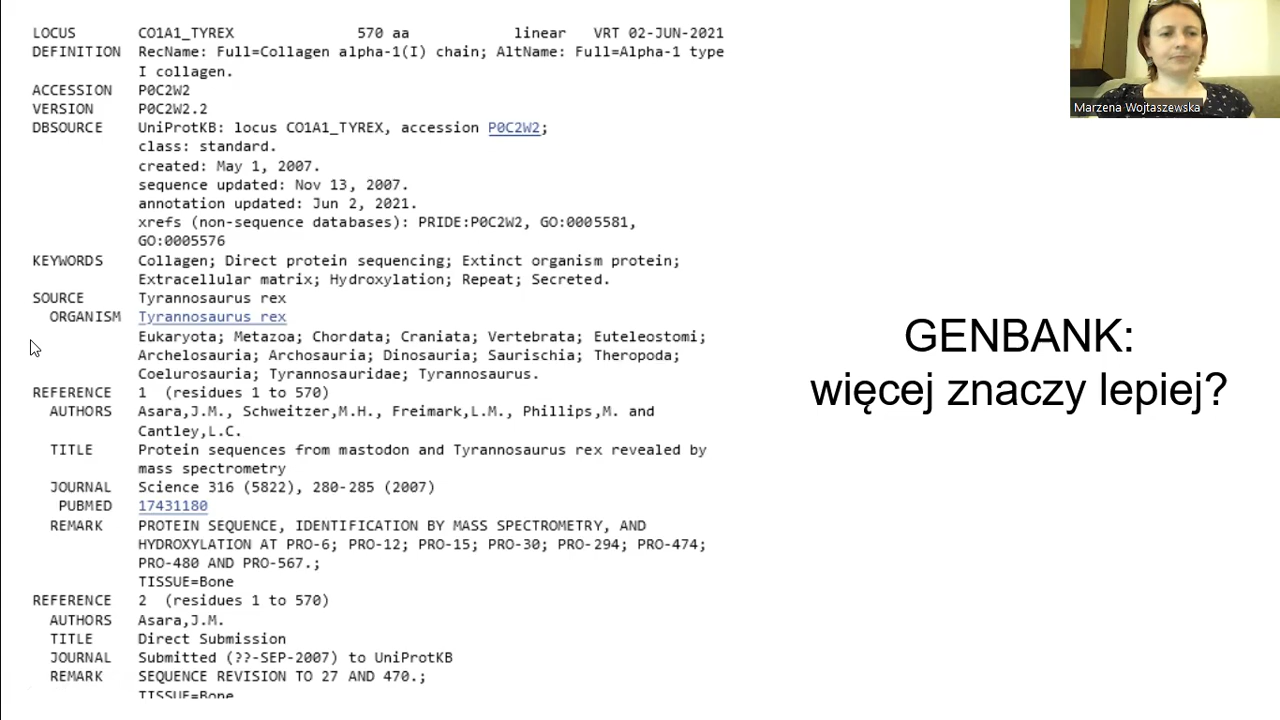 LOCUS CO1A1_TYREX 570 aa linear VRT 02-JUN-2021
DEFINITION RecName: Full=Collagen alpha-1(I) chain; AltName: Full=Alpha-1 type
I collagen.
ACCESSION P0C2W2
VERSION P0C2W2.2
DBSOURCE UniProtKB: locus CO1A1_TYREX, accession P0C2W2;
class: standard.
created: May 1, 2007.
sequence updated: Nov 13, 2007.
annotation updated: Jun 2, 2021.
xrefs (non-sequence databases): PRIDE:P0C2W2, GO:0005581,
GO:0005576
KEYWORDS Collagen; Direct protein sequencing; Extinct organism protein;
Extracellular matrix; Hydroxylation; Repeat; Secreted.
SOURCE Tyrannosaurus rex
ORGANISM Tyrannosaurus rex
Eukaryota; Metazoa; Chordata; Craniata; Vertebrata; Euteleostomi;
Archelosauria; Archosauria; Dinosauria; Saurischia; Theropoda;
Coelurosauria; Tyrannosauridae; Tyrannosaurus.
REFERENCE 1 (residues 1 to 570)
AUTHORS Asara,J.M., Schweitzer,M.H., Freimark,L.M., Phillips,M. and
Cantley,L.C.
TITLE Protein sequences from mastodon and Tyrannosaurus rex revealed by
mass spectrometry
JOURNAL Science 316 (5822), 280-285 (2007)
PUBMED 17431180
REMARK PROTEIN SEQUENCE, IDENTIFICATION BY MASS SPECTROMETRY, AND
HYDROXYLATION AT PRO-6; PRO-12; PRO-15; PRO-30; PRO-294; PRO-474;
PRO-480 AND PRO-567.;
TISSUE=Bone
REFERENCE 2 (residues 1 to 570)
AUTHORS Asara,J.M.
TITLE Direct Submission
JOURNAL Submitted (??-SEP-2007) to UniProtKB
REMARK SEQUENCE REVISION TO 27 AND 470.;
TISSUE=Bone
GENBANK:
więcej znaczy lepiej?
Marzena Wojtaszewska